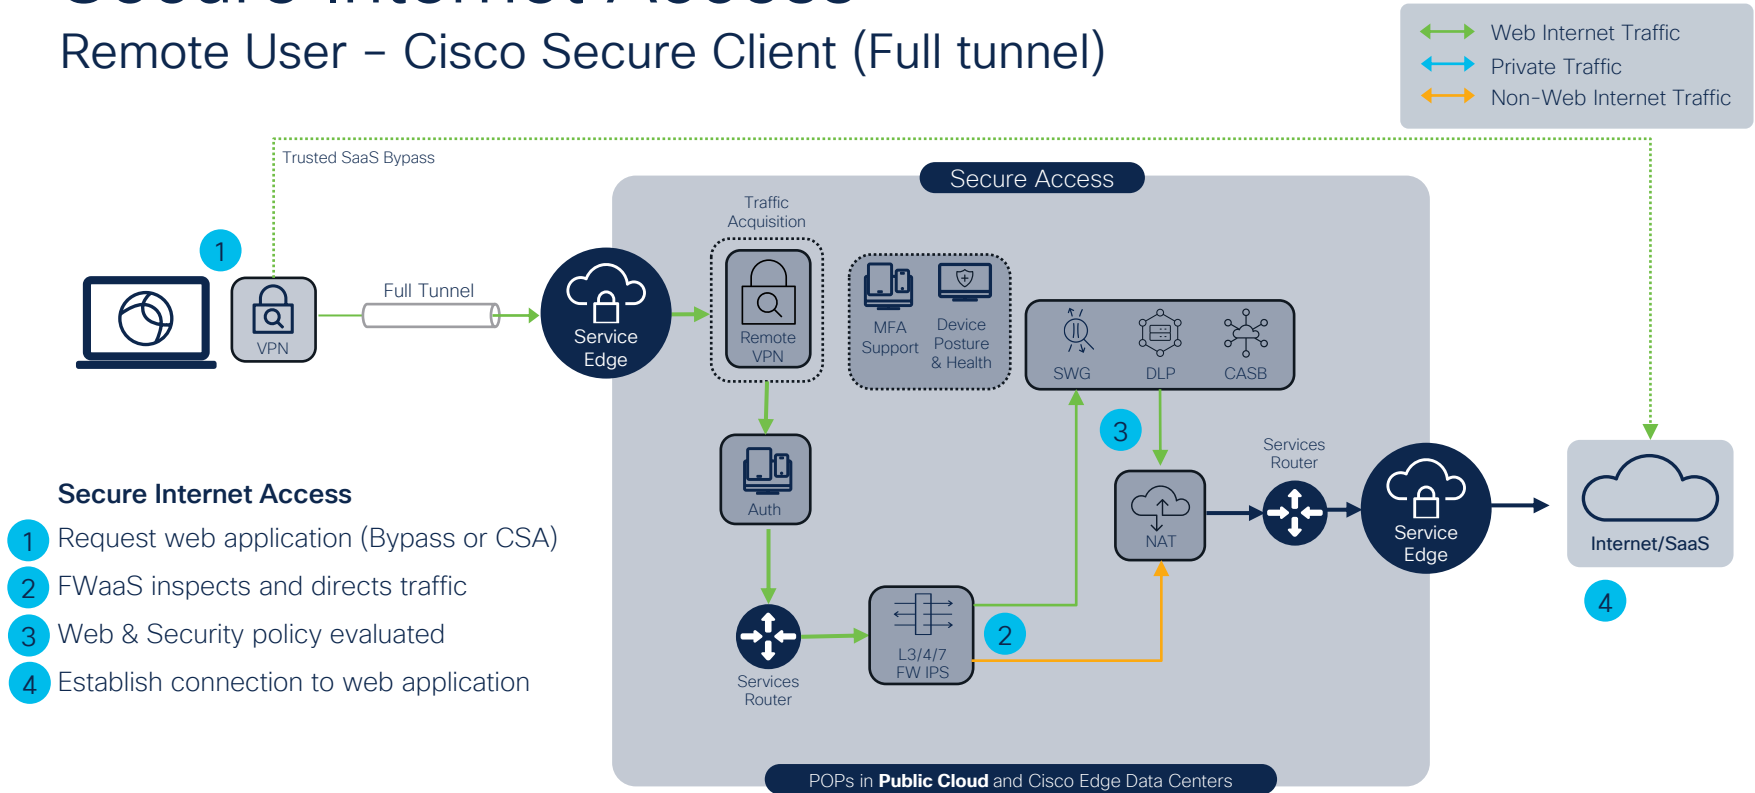 Secure Internet Access
Remote User – Cisco Secure Client (Full tunnel)
Web Internet Traffic
Private Traffic
Non-Web Internet Traffic
Trusted SaaS Bypass
Secure Access
Traffic
Acquisition
1
Full Tunnel
VPN
Service
Edge
Remote
VPN
MFA
Support
Device
Posture
& Health
SWG
DLP
CASB
3
Auth
Services
Router
NAT
Service
Edge
Internet/SaaS
4
Secure Internet Access
1 Request web application (Bypass or CSA)
2 FWaaS inspects and directs traffic
3 Web & Security policy evaluated
4 Establish connection to web application
Services
Router
L3/4/7
FW IPS
2
POPs in Public Cloud and Cisco Edge Data Centers